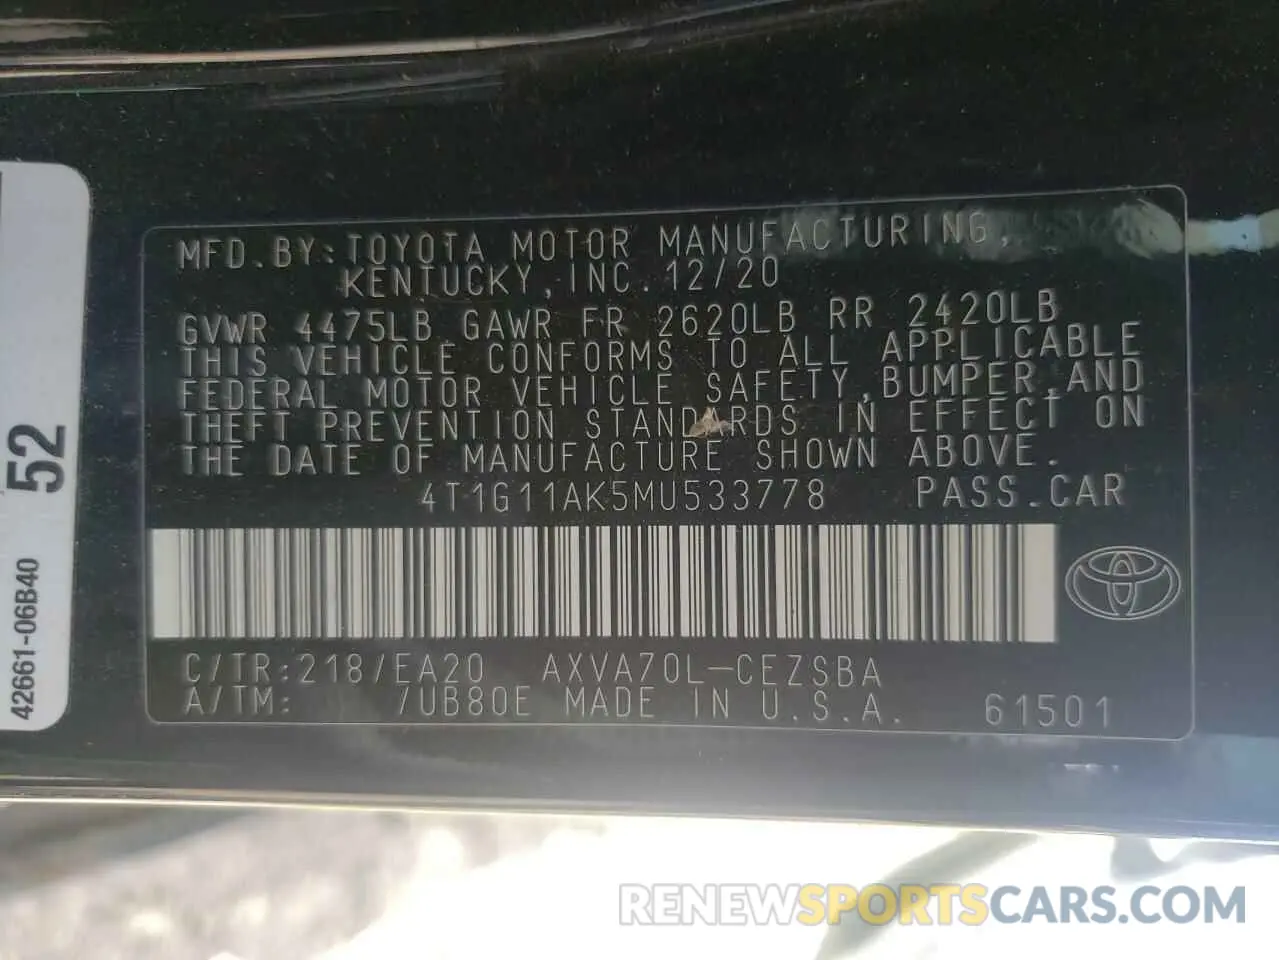 MFD.BY:TOYOTA MOTOR MANUFACTURING,
KENTUCKY,INC. 12/20
GVWR 4475LB GAWR FR 2620LB RR 2420LB
THIS VEHICLE CONFORMS TO ALL APPLICABLE
FEDERAL MOTOR VEHICLE SAFETY,BUMPER,AND
THEFT PREVENTION STANDARDS IN EFFECT ON
THE DATE OF MANUFACTURE SHOWN ABOVE.
4T1G11AK5MU533778 PASS.CAR
C/TR:218/EA20 AXVA70L-CEZSBA
A/TM: /UB80E MADE IN U.S.A. 61501
52
42661-06B40
RENEWSPORTSCARS.COM